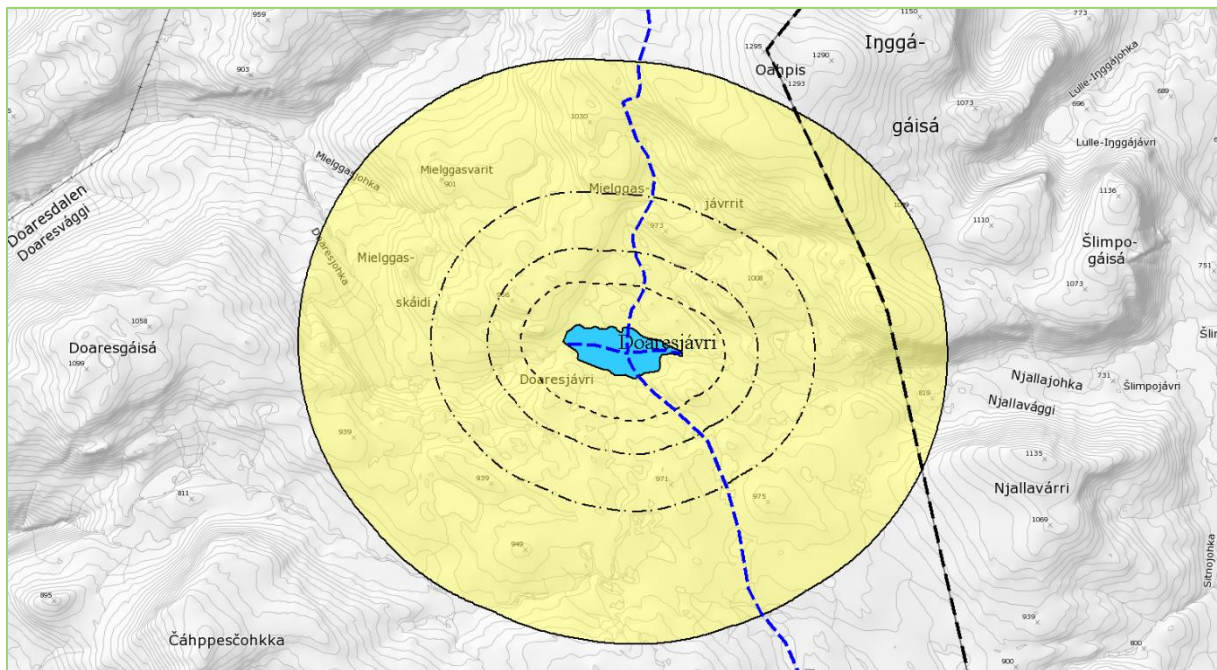 959
1150
773
Iŋggá-
1295
1290
Oahpis
1293
903
Lulle-Iŋggájohka
696
689
1073
1030
gáisá
Lulle-Iŋggájávri
Mielggasjohka
Mielggasvarit
901
Mielggas-
jávrrit
1136
Doaresdalen
Doaresvággi
973
1110
Doaresjohka
Šlimpo-
gáisá
Mielggas-
skáidi
1008
1073
751
1058
Doaresgáisá
1099
Doaresjávri
Doaresjávri
731
Njallajohka
Šlimpojávri
819
Njallavággi
939
1135
939
971
975
Njallavárri
811
1069
949
Sitnojohka
895
939
800
Čáhppesčohkka
900